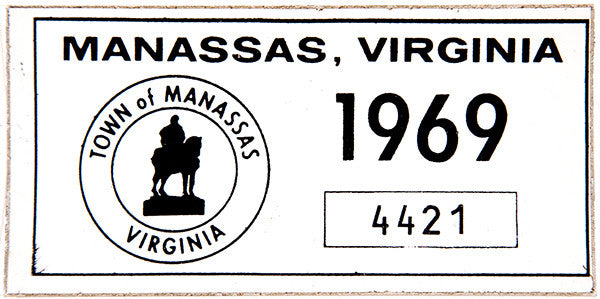 MANASSAS, VIRGINIA
TOWN of MANASSAS
VIRGINIA
1969
4421